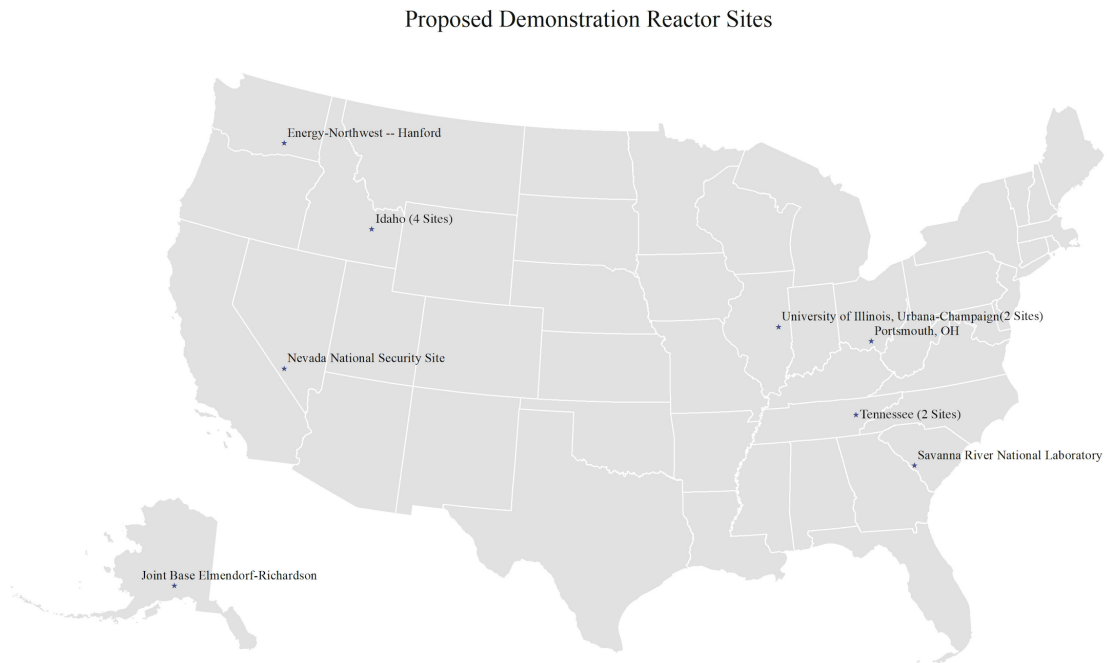 Proposed Demonstration Reactor Sites
Energy-Northwest -- Hanford
Idaho (4 Sites)
University of Illinois, Urbana-Champaign(2 Sites)
Portsmouth, OH
Nevada National Security Site
Tennessee (2 Sites)
Savanna River National Laboratory
Joint Base Elmendorf-Richardson